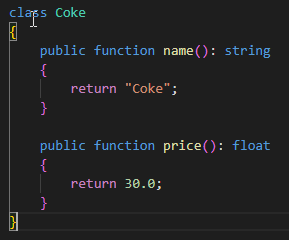 class Coke
{
    public function name(): string
    {
        return "Coke";
    }

    public function price(): float
    {
        return 30.0;
    }
}